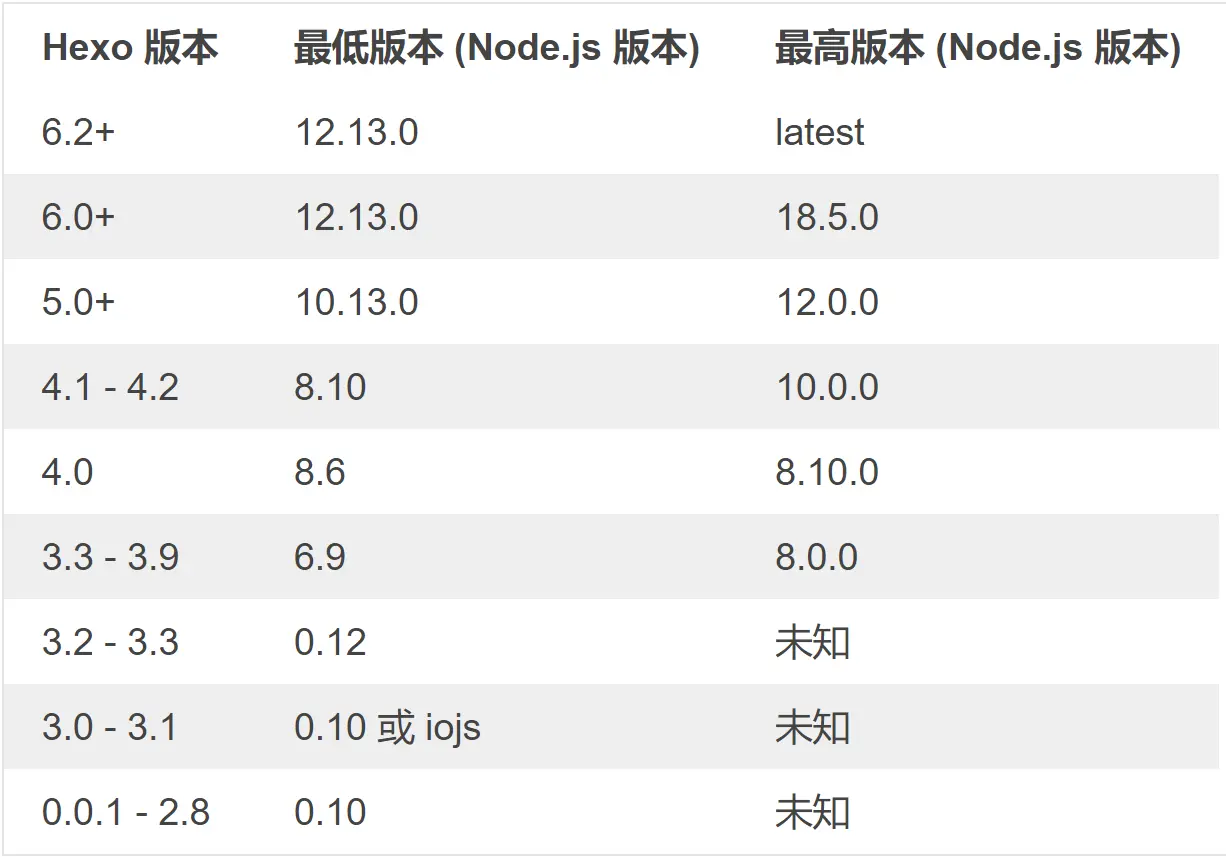 Hexo 版本 最低版本 (Node.js 版本) 最高版本 (Node.js 版本)
6.2+ 12.13.0 latest
6.0+ 12.13.0 18.5.0
5.0+ 10.13.0 12.0.0
4.1 - 4.2 8.10 10.0.0
4.0 8.6 8.10.0
3.3 - 3.9 6.9 8.0.0
3.2 - 3.3 0.12 未知
3.0 - 3.1 0.10 或 iojs 未知
0.0.1 - 2.8 0.10 未知